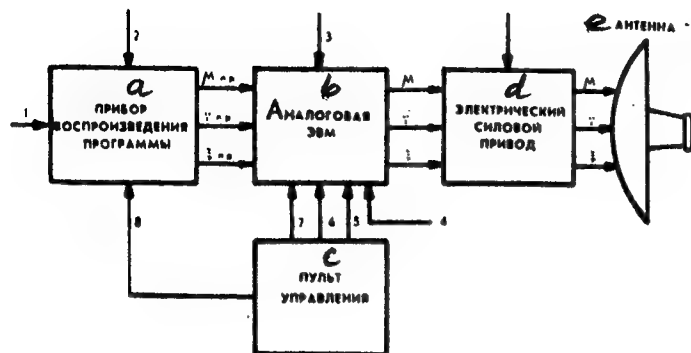 e АНТЕННА
2
3
a
ПРИБОР
ВОСПРОИЗВЕДЕНИЯ
ПРОГРАММЫ
1
b
АНАЛОГОВАЯ
ЭВМ
d
ЭЛЕКТРИЧЕСКИЙ
СИЛОВОЙ
ПРИВОД
8
7
6
5
4
c
ПУЛЬТ
УПРАВЛЕНИЯ